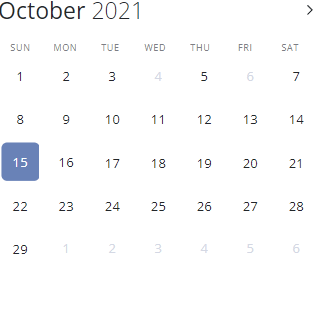 October 2021
SUN MON TUE WED THU FRI SAT
1 2 3 4 5 6 7
8 9 10 11 12 13 14
15 16 17 18 19 20 21
22 23 24 25 26 27 28
29 1 2 3 4 5 6